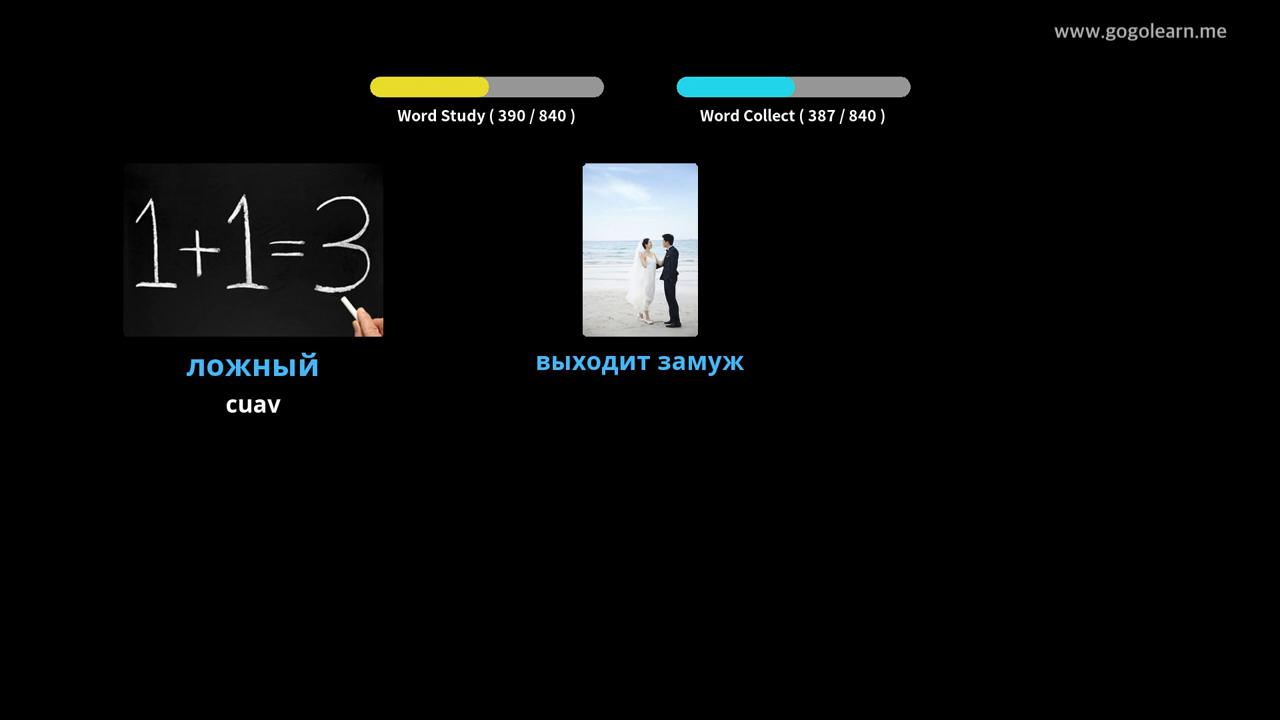 www.gogolearn.me
Word Study ( 390 / 840 )
Word Collect ( 387 / 840 )
1+1=3
ложный
cuav
выходит замуж